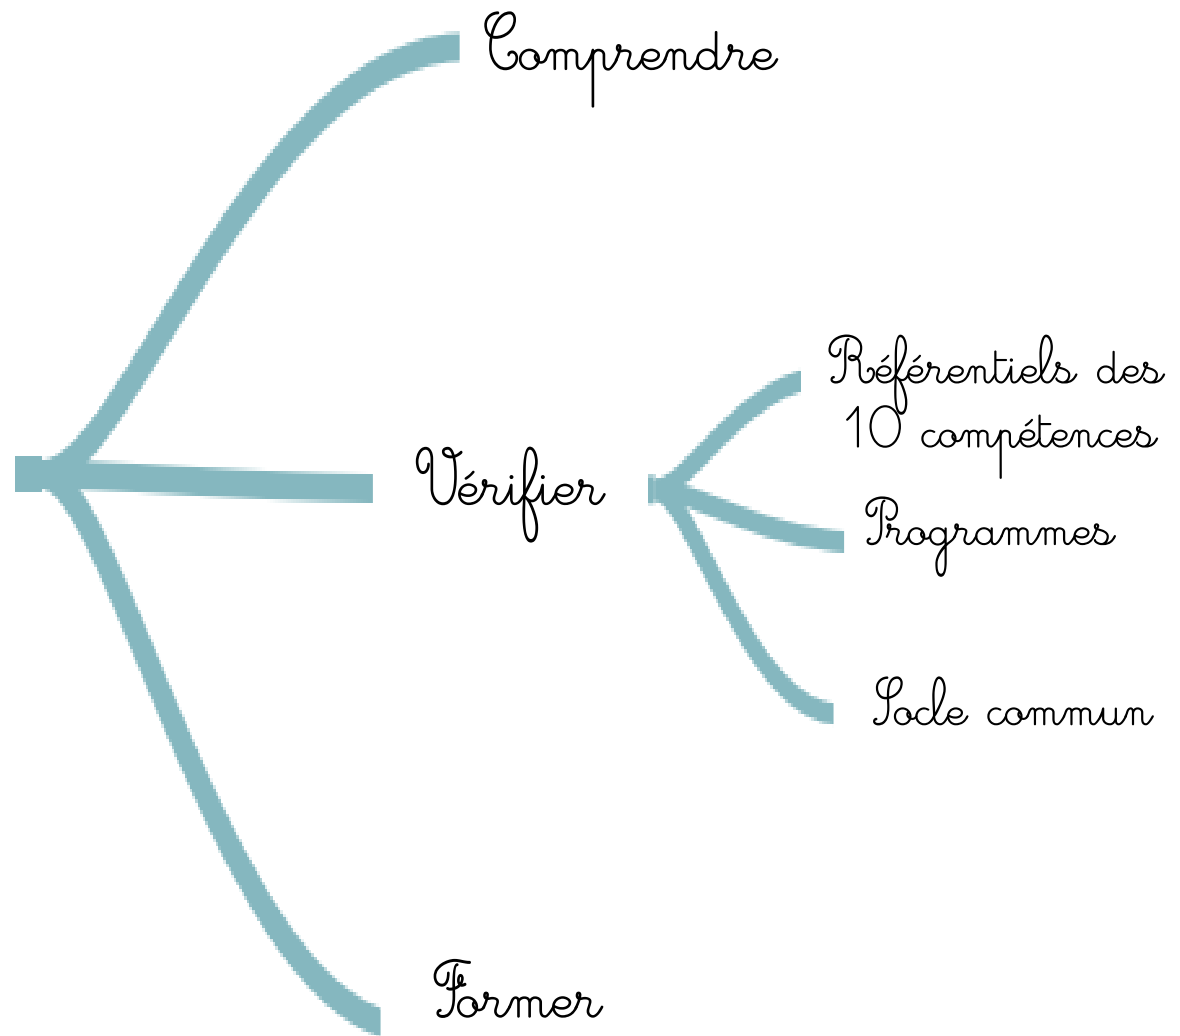 Comprendre
Référentiels des
10 compétences
Vérifier
Programmes
Socle commun
Former